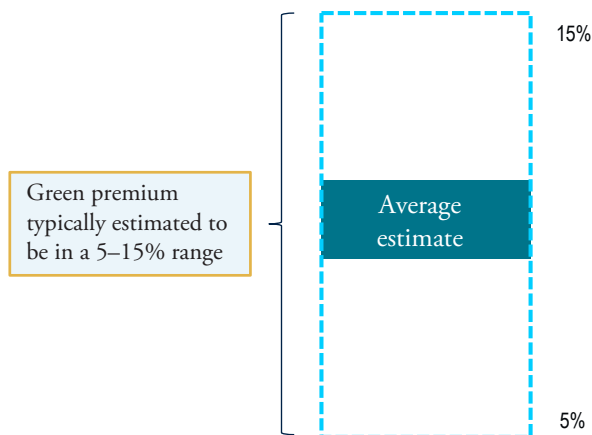 15%
Green premium
typically estimated to
be in a 5–15% range
Average
estimate
5%